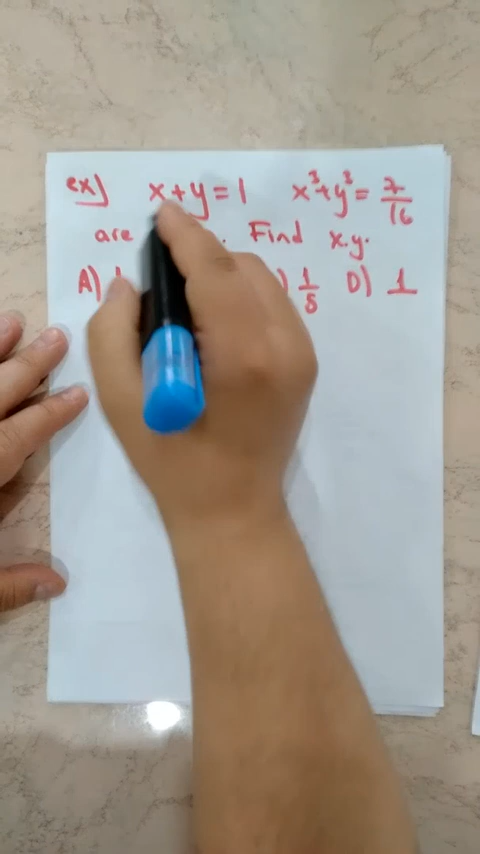 ex) x+y=1 x³+y³= 7/16
are . Find x.y.
A) ) 1/8 D) 1